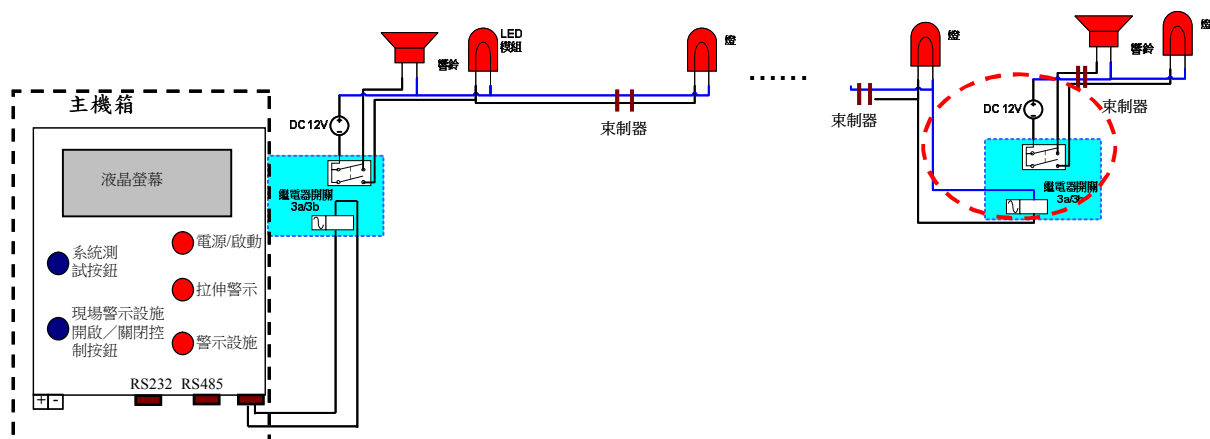 主機箱
液晶螢幕
系統測
試按鈕
現場警示設施
開啟／關閉控
制按鈕
電源/啟動
拉伸警示
警示設施
RS232 RS485
+ -
DC 12V
+
-
繼電器開關
3a/3b
響鈴
LED
模組
燈
束制器
......
束制器
燈
DC 12V
+
-
響鈴
燈
束制器
繼電器開關
3a/3b